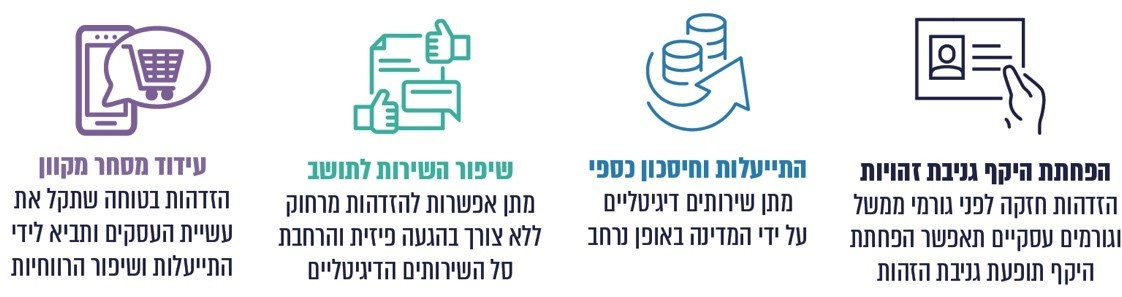 הפחתת היקף גניבת זהויות
הזדהות חזקה לפני גורמי ממשל
וגורמים עסקיים תאפשר הפחתת
היקף תופעת גניבת הזהות
התייעלות וחיסכון כספי
מתן שירותים דיגיטליים
על ידי המדינה באופן נרחב
שיפור השירות לתושב
מתן אפשרות להזדהות מרחוק
ללא צורך בהגעה פיזית והרחבת
סל השירותים הדיגיטליים
עידוד מסחר מקוון
הזדהות בטוחה שתקל את
עשיית העסקים ותביא לידי
התייעלות ושיפור הרווחיות